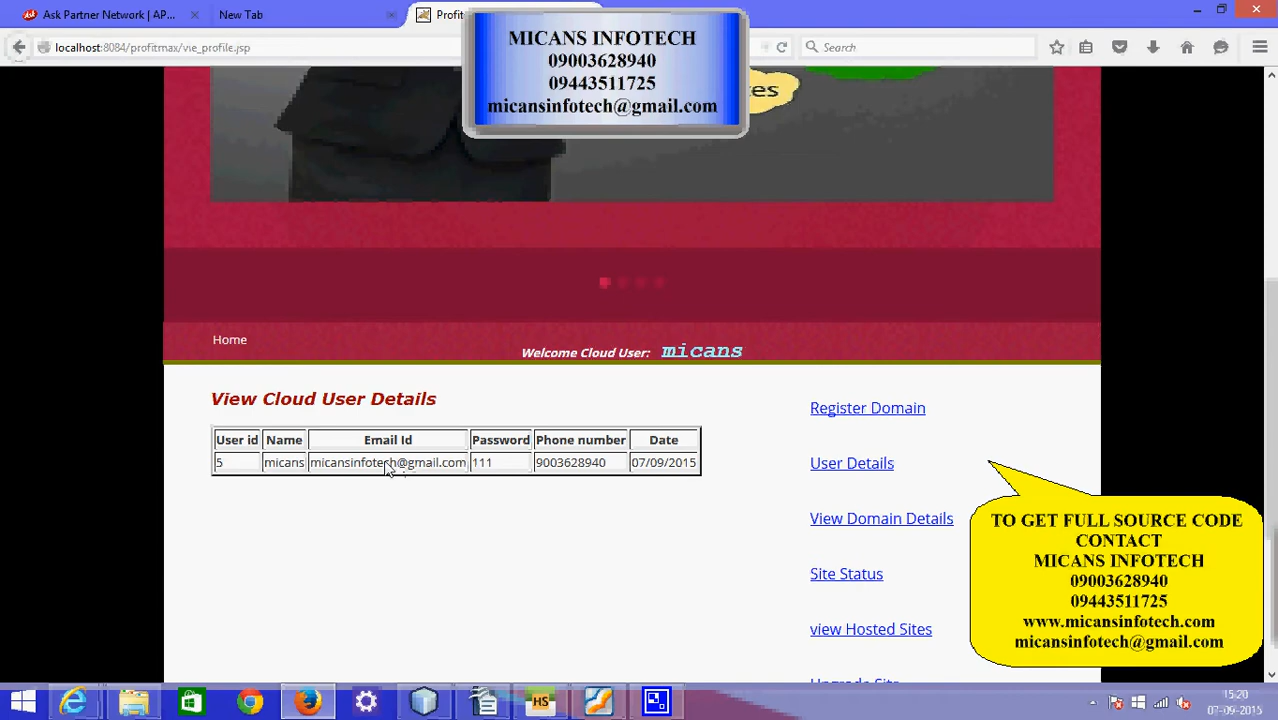 Ask Partner Network | AP...
New Tab
Profit
localhost:8084/profitmax/vie_profile.jsp
Search
MICANS INFOTECH
09003628940
09443511725
micansinfotech@gmail.com
Home
Welcome Cloud User: micans
View Cloud User Details
User id Name Email Id Password Phone number Date
5 micans micansinfotech@gmail.com 111 9003628940 07/09/2015
Register Domain
User Details
View Domain Details
Site Status
view Hosted Sites
TO GET FULL SOURCE CODE
CONTACT
MICANS INFOTECH
09003628940
09443511725
www.micansinfotech.com
micansinfotech@gmail.com
HS
15:20
07-09-2015